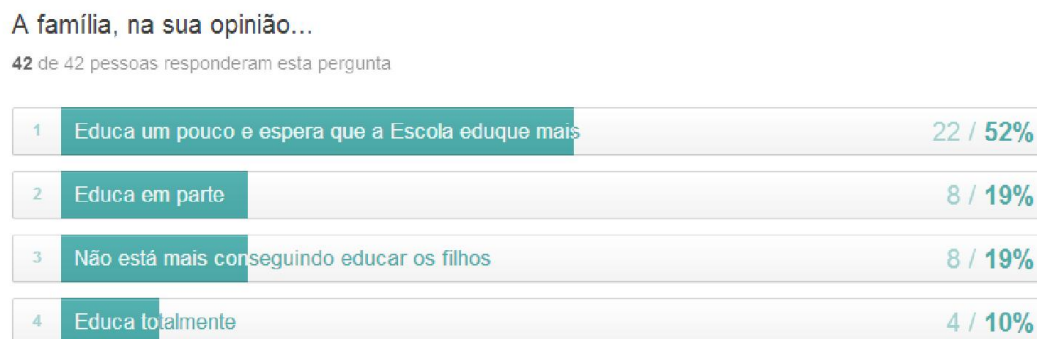 A família, na sua opinião...
42 de 42 pessoas responderam esta pergunta
1 Educa um pouco e espera que a Escola eduque mais 22 / 52%
2 Educa em parte 8 / 19%
3 Não está mais conseguindo educar os filhos 8 / 19%
4 Educa totalmente 4 / 10%